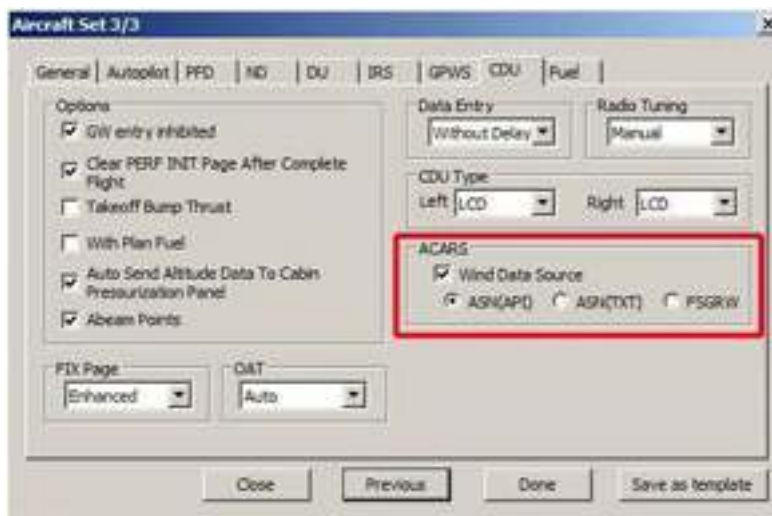 Aircraft Set 3/3
General Autopilot PFD ND DU IRS GPWS CDU Fuel
Options
GW entry inhibited
Clear PERF INIT Page After Complete
Flight
Takeoff Bump Thrust
With Plan Fuel
Auto Send Altitude Data To Cabin
Pressurization Panel
Abeam Points
FIX Page
Enhanced
OAT
Auto
Data Entry
Without Delay
Radio Tuning
Manual
CDU Type
Left LCD Right LCD
ACARS
Wind Data Source
ASN(API) ASN(TXT) FSGRW
Close Previous Done Save as template